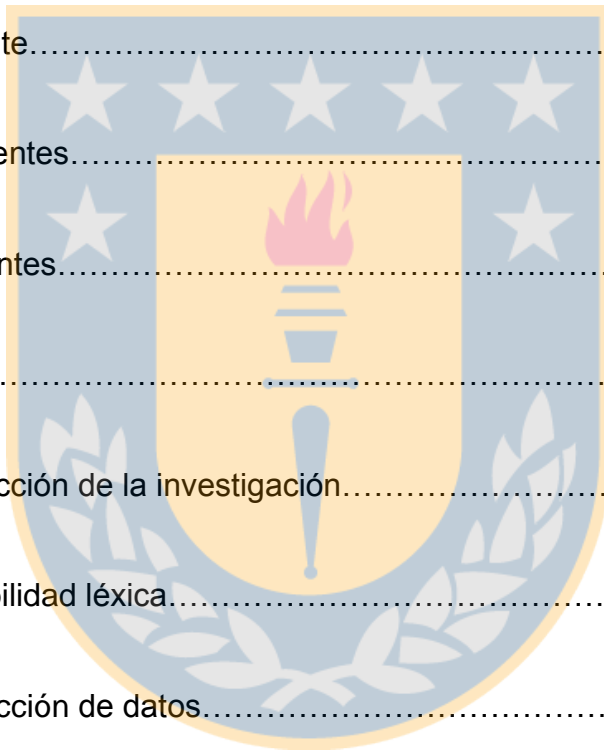 te……………………………………
entes……………………………………
ntes……………………………………
……………………………………
cción de la investigación……………………
bilidad léxica……………………………………
cción de datos……………………………………